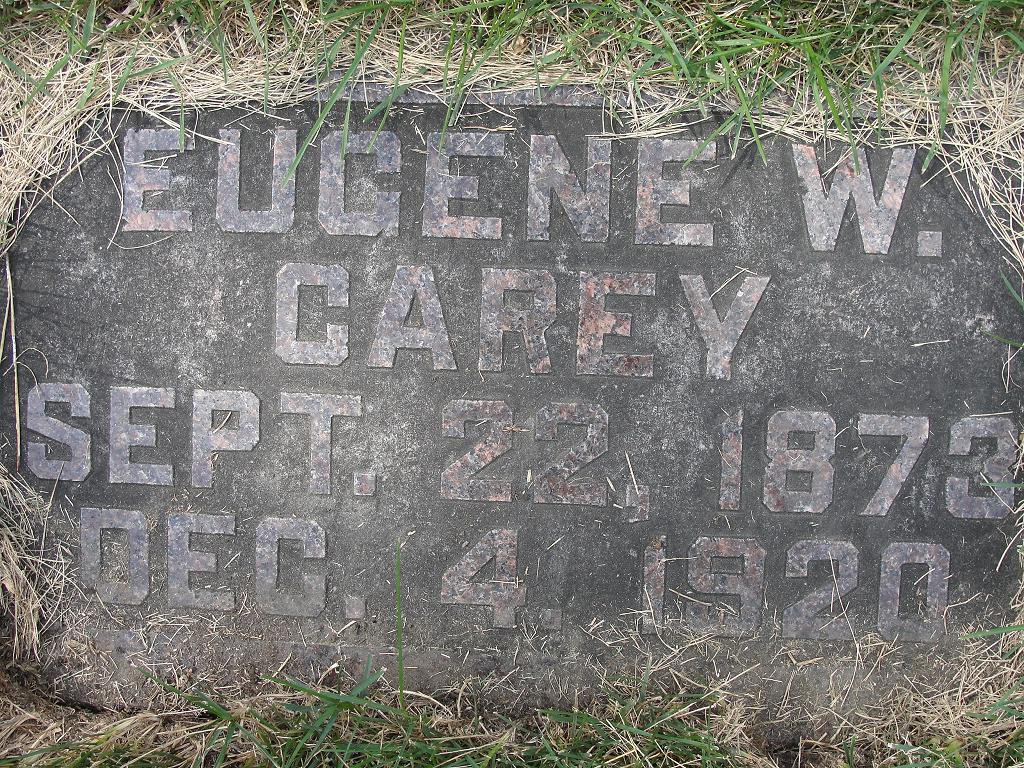 EUGENE W.
CAREY
SEPT. 22, 1873
DEC. 4. 1920